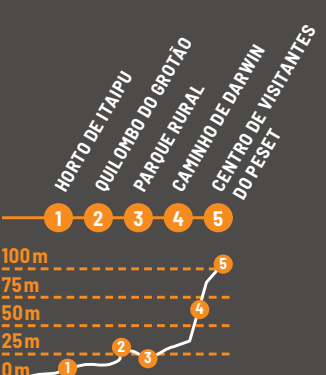 HORTO DE ITAIPU
QUILOMBO DO GROTÃO
PARQUE RURAL
CAMINHO DE DARWIN
CENTRO DE VISITANTES
DO PESET
1 2 3 4 5
100m
5
75m
4
50m
25m
2
3
0m
1